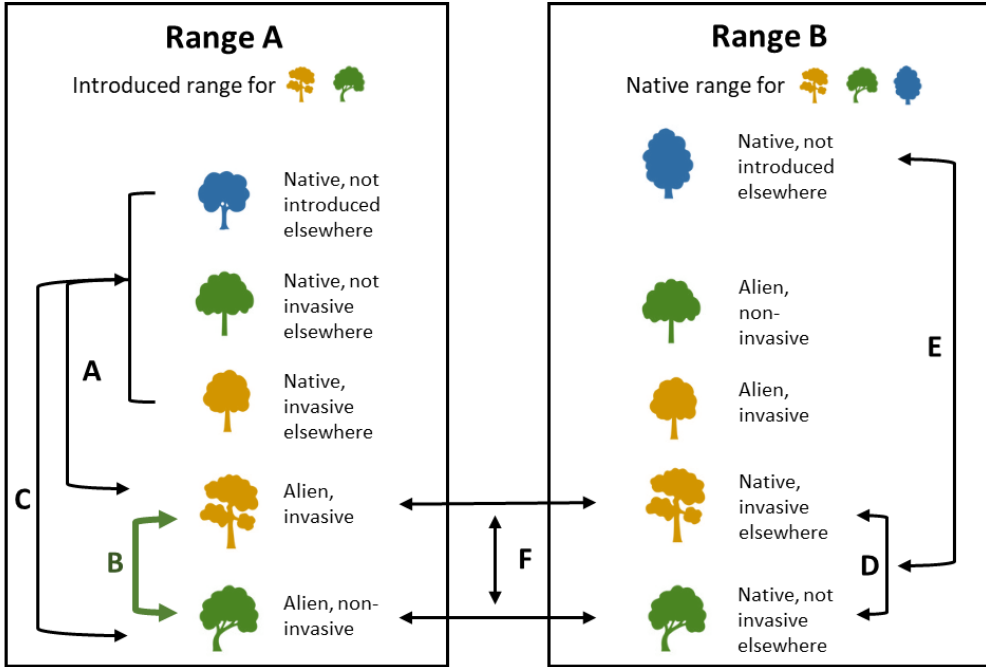 Range A
Introduced range for
Native, not
introduced
elsewhere
Native, not
invasive
elsewhere
Native,
invasive
elsewhere
Alien,
invasive
Alien, non-
invasive
A
C
B
F
Range B
Native range for
Native, not
introduced
elsewhere
Alien,
non-
invasive
Alien,
invasive
Native,
invasive
elsewhere
Native, not
invasive
elsewhere
E
D